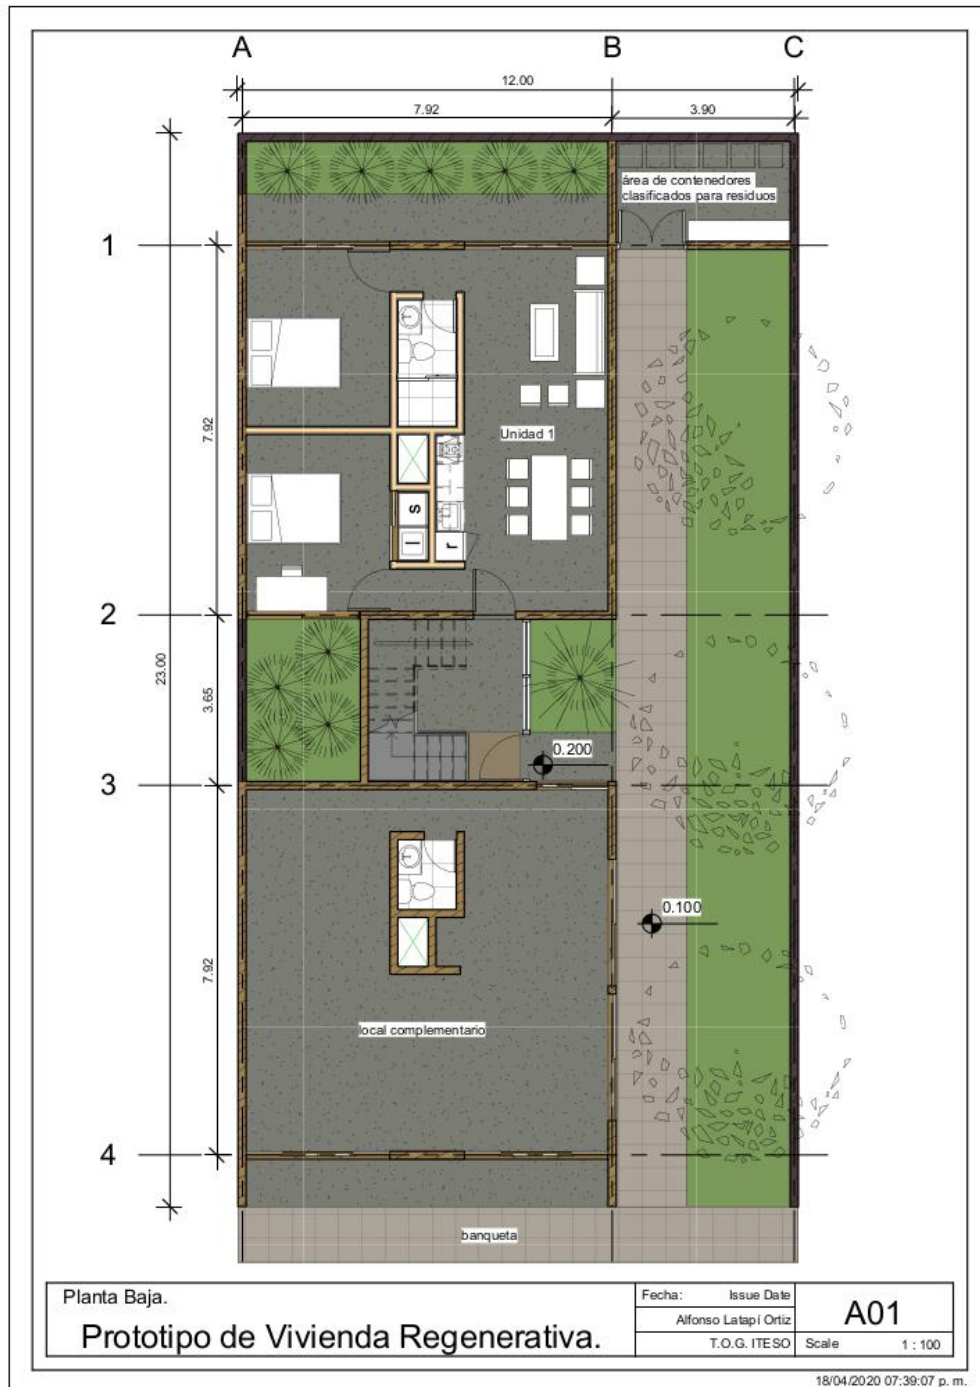 A
B
C
12.00
7.92
3.90
área de contenedores
clasificados para residuos
1
7.92
Unidad 1
s
l
r
2
23.00
3.65
0.200
3
0.100
7.92
local complementario
4
banqueta
Planta Baja.
Prototipo de Vivienda Regenerativa.
Fecha: Issue Date
Alfonso Latapí Ortiz
T.O.G. ITESO
A01
Scale 1 : 100
18/04/2020 07:39:07 p. m.